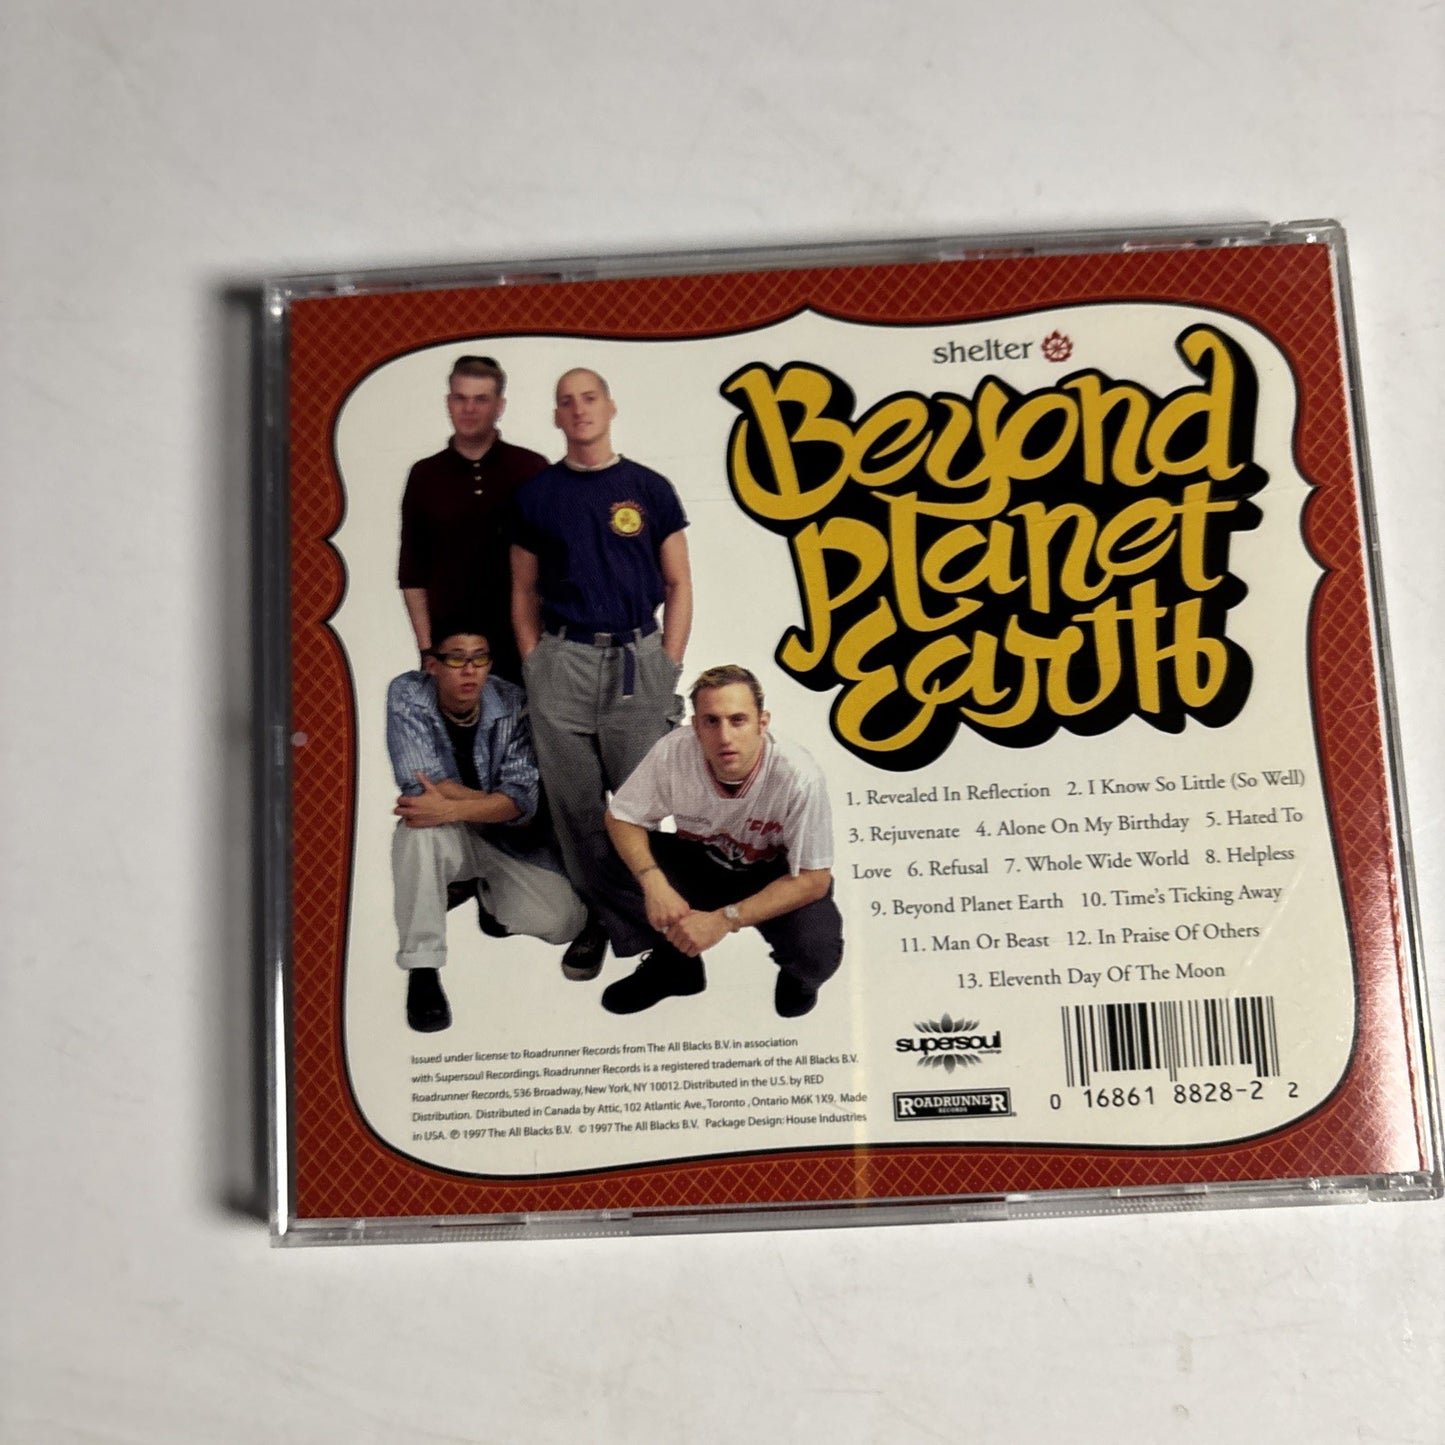 shelter
Beyond
Planet
Earth
1. Revealed In Reflection 2. I Know So Little (So Well)
3. Rejuvenate 4. Alone On My Birthday 5. Hated To
Love 6. Refusal 7. Whole Wide World 8. Helpless
9. Beyond Planet Earth 10. Time's Ticking Away
11. Man Or Beast 12. In Praise Of Others
13. Eleventh Day Of The Moon
Issued under license to Roadrunner Records from The All Blacks B.V. in association
with Supersoul Recordings. Roadrunner Records is a registered trademark of the All Blacks B.V.
Roadrunner Records, 536 Broadway, New York, NY 10012. Distributed in the U.S. by RED
Distribution. Distributed in Canada by Attic, 102 Atlantic Ave., Toronto, Ontario M6K 1X9. Made
in USA. ℗ 1997 The All Blacks B.V. © 1997 The All Blacks B.V. Package Design: House Industries
supersoul
recordings
ROADRUNNER
RECORDS
0 16861 8828-2 2